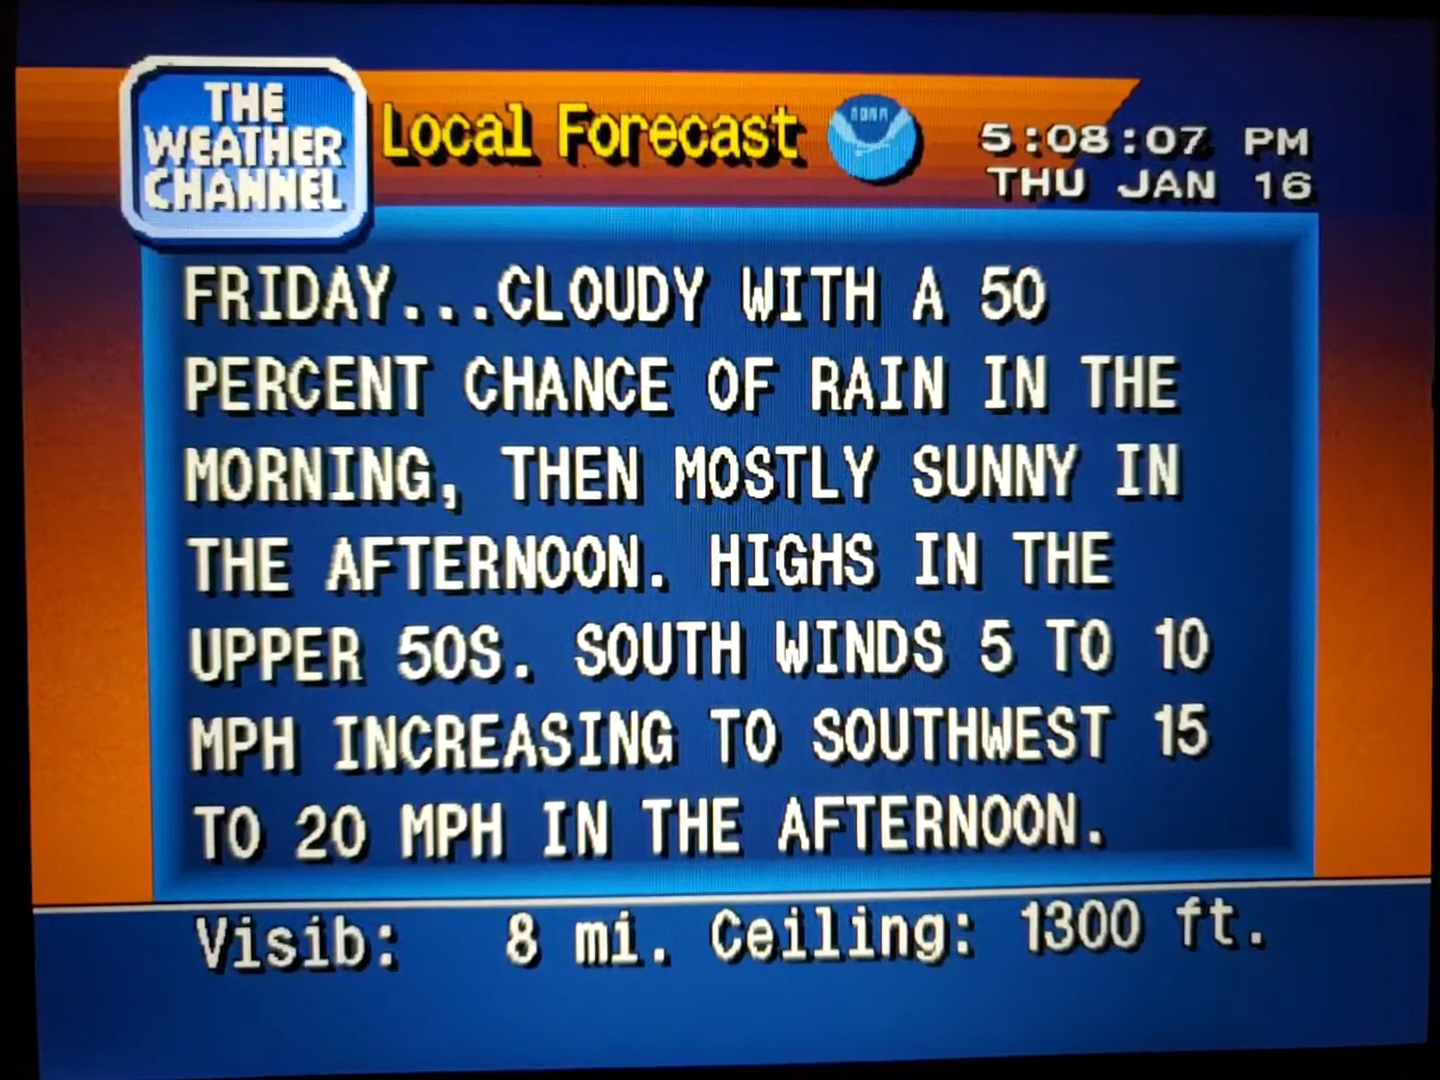 THE
WEATHER
CHANNEL
Local Forecast
NOAA
5:08:07 PM
THU JAN 16
FRIDAY...CLOUDY WITH A 50
PERCENT CHANCE OF RAIN IN THE
MORNING, THEN MOSTLY SUNNY IN
THE AFTERNOON. HIGHS IN THE
UPPER 50S. SOUTH WINDS 5 TO 10
MPH INCREASING TO SOUTHWEST 15
TO 20 MPH IN THE AFTERNOON.
Visib: 8 mi. Ceiling: 1300 ft.